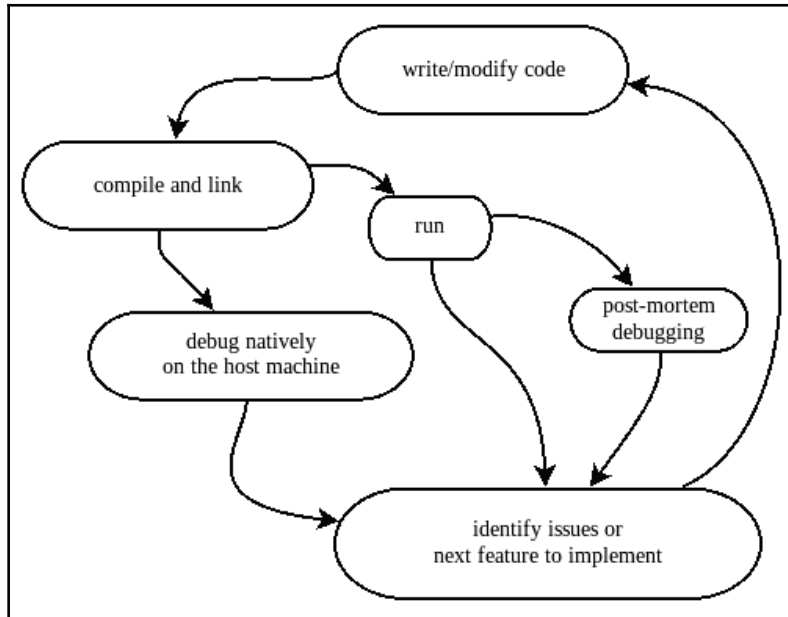 write/modify code
compile and link
run
post-mortem
debugging
debug natively
on the host machine
identify issues or
next feature to implement